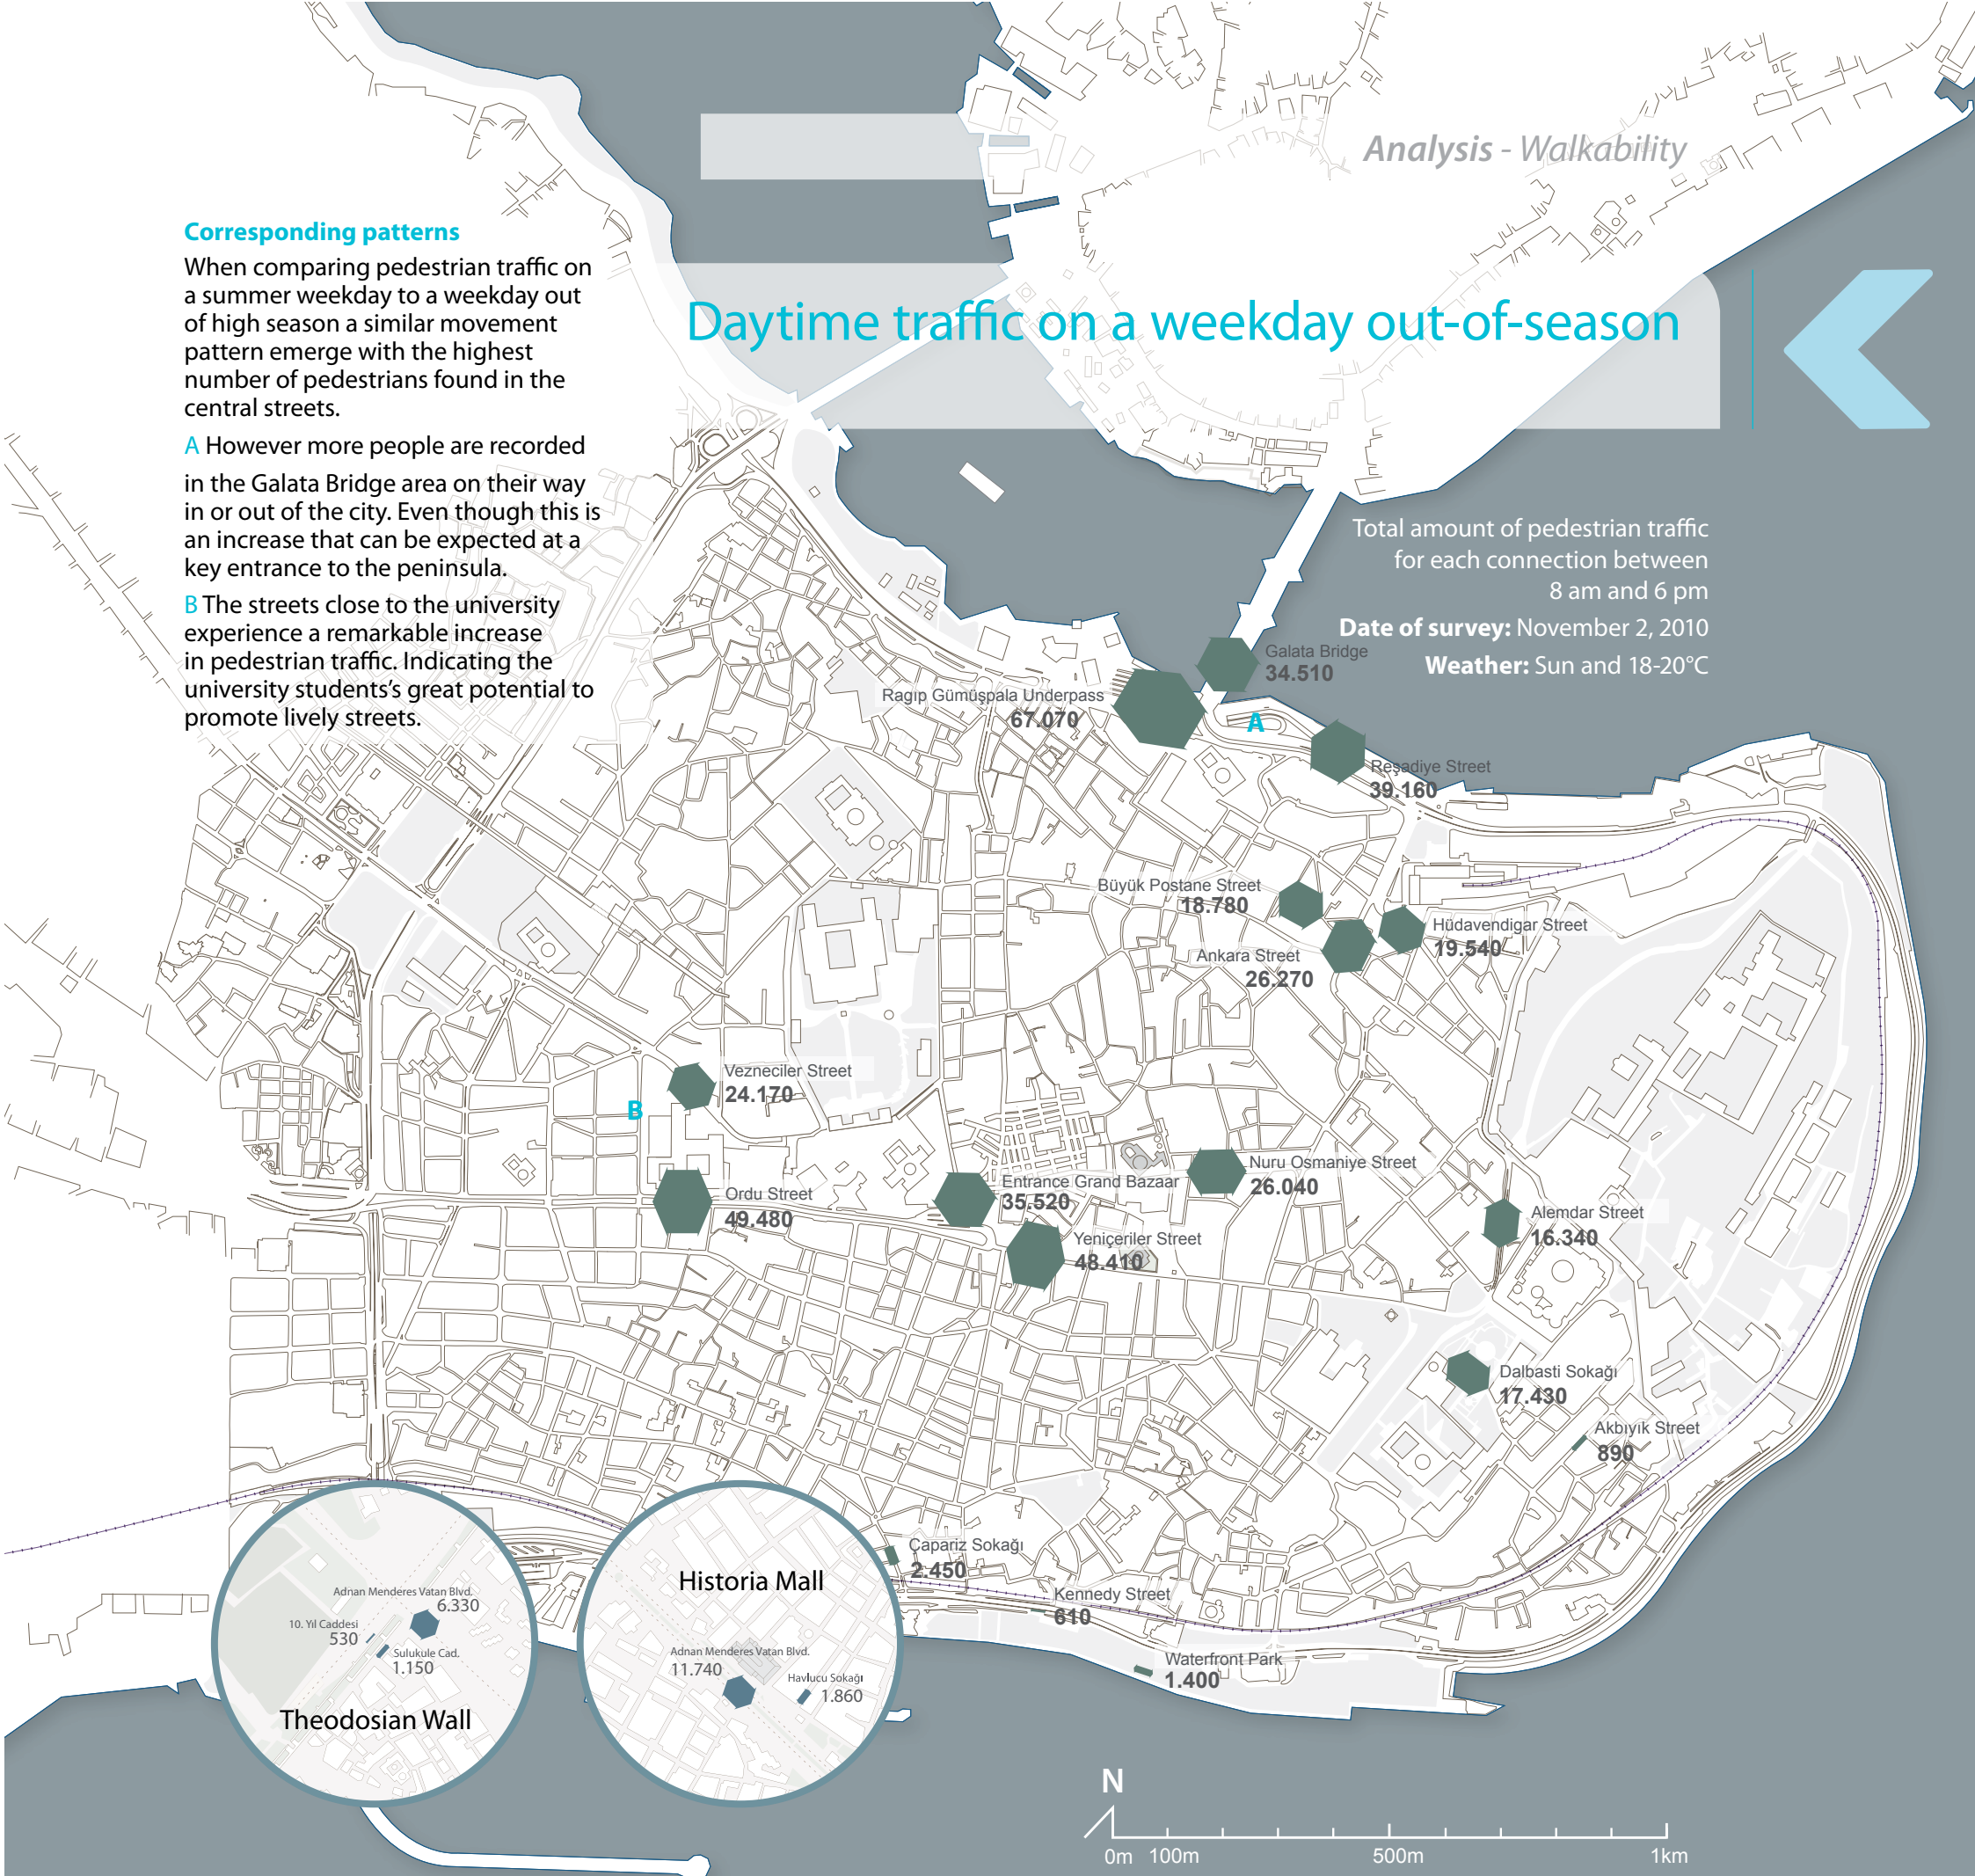 Analysis - Walkability
Daytime traffic on a weekday out-of-season
Corresponding patterns
When comparing pedestrian traffic on
a summer weekday to a weekday out
of high season a similar movement
pattern emerge with the highest
number of pedestrians found in the
central streets.
A However more people are recorded
in the Galata Bridge area on their way
in or out of the city. Even though this is
an increase that can be expected at a
key entrance to the peninsula.
B The streets close to the university
experience a remarkable increase
in pedestrian traffic. Indicating the
university students's great potential to
promote lively streets.
Total amount of pedestrian traffic
for each connection between
8 am and 6 pm
Date of survey: November 2, 2010
Weather: Sun and 18-20°C
Galata Bridge
34.510
Ragıp Gümüşpala Underpass
67.070
A
Reşadiye Street
39.160
Büyük Postane Street
18.780
Hüdavendigar Street
19.540
Ankara Street
26.270
Vezneciler Street
24.170
B
Ordu Street
49.480
Entrance Grand Bazaar
35.520
Nuru Osmaniye Street
26.040
Yeniçeriler Street
48.410
Alemdar Street
16.340
Dalbasti Sokağı
17.430
Akbıyık Street
890
Çapariz Sokağı
2.450
Kennedy Street
610
Waterfront Park
1.400
Adnan Menderes Vatan Blvd.
6.330
10. Yıl Caddesi
530
Sulukule Cad.
1.150
Theodosian Wall
Historia Mall
Adnan Menderes Vatan Blvd.
11.740
Havlucu Sokağı
1.860
N
0m 100m 500m 1km